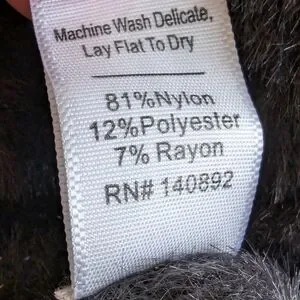 Machine Wash Delicate,
Lay Flat To Dry
81%Nylon
12%Polyester
7% Rayon
RN# 140892